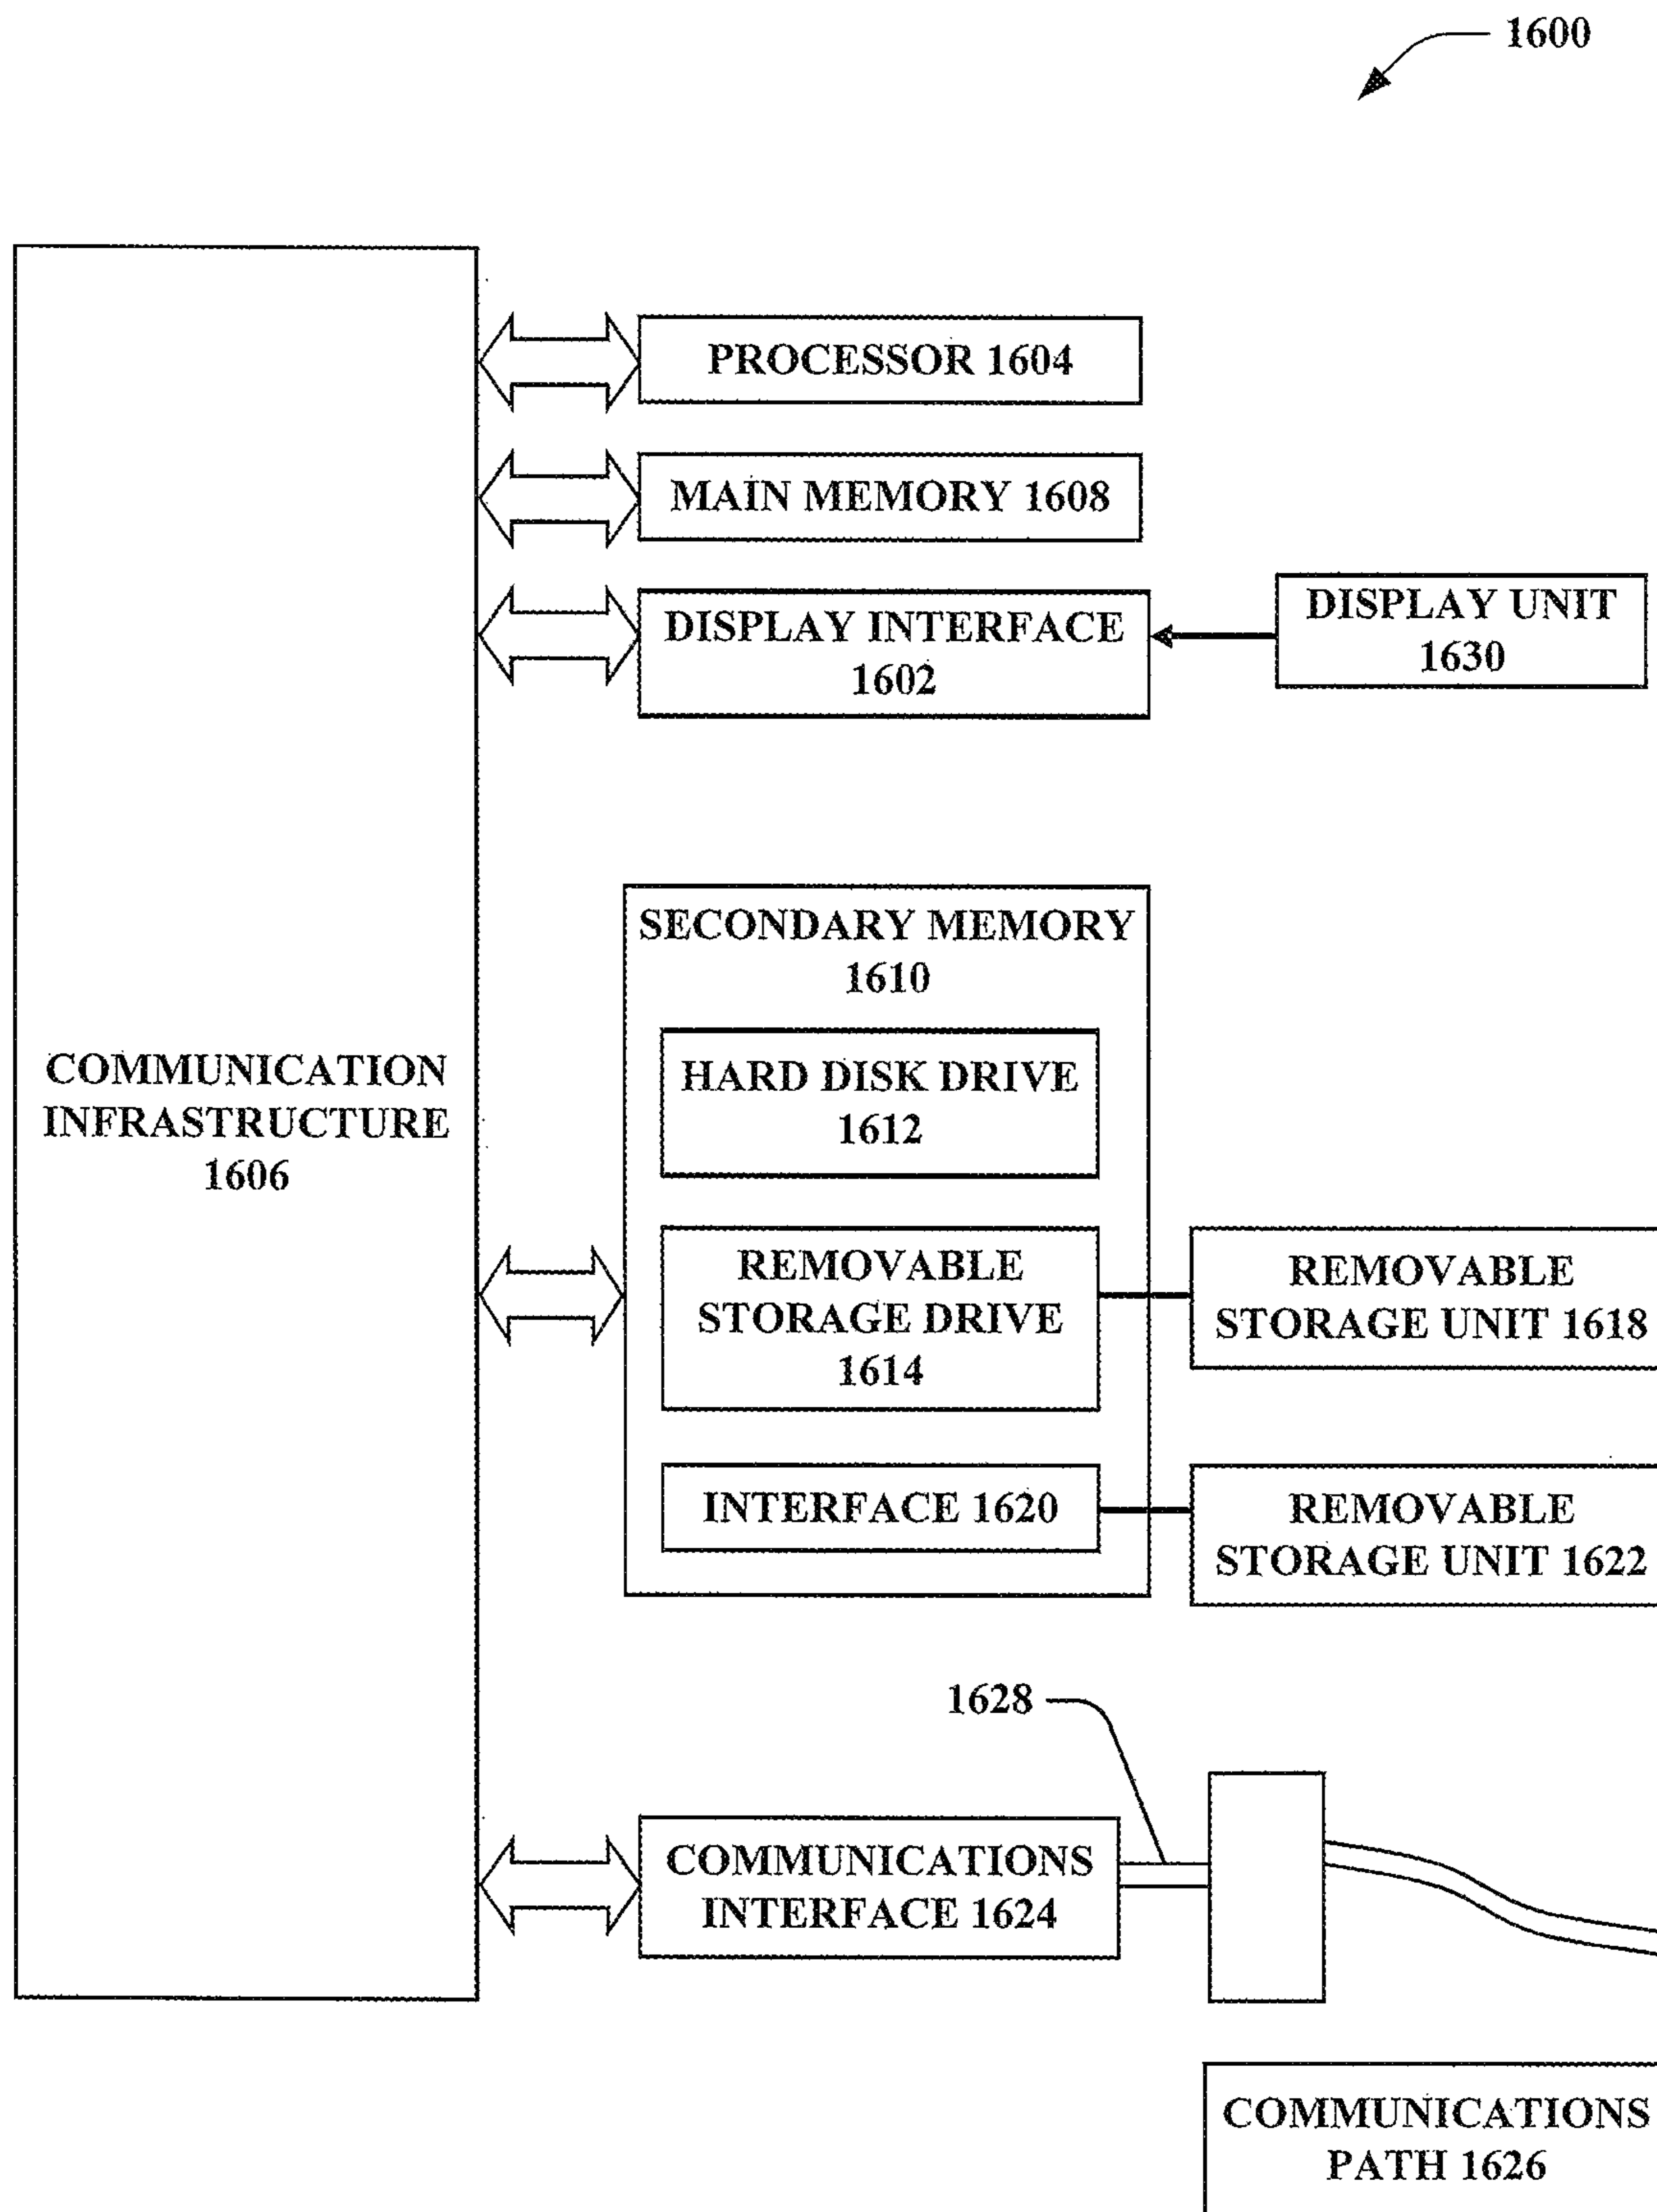 1600
PROCESSOR 1604
MAIN MEMORY 1608
DISPLAY INTERFACE
1602
DISPLAY UNIT
1630
SECONDARY MEMORY
1610
HARD DISK DRIVE
1612
COMMUNICATION
INFRASTRUCTURE
1606
REMOVABLE
STORAGE DRIVE
1614
REMOVABLE
STORAGE UNIT 1618
INTERFACE 1620
REMOVABLE
STORAGE UNIT 1622
1628
COMMUNICATIONS
INTERFACE 1624
COMMUNICATIONS
PATH 1626